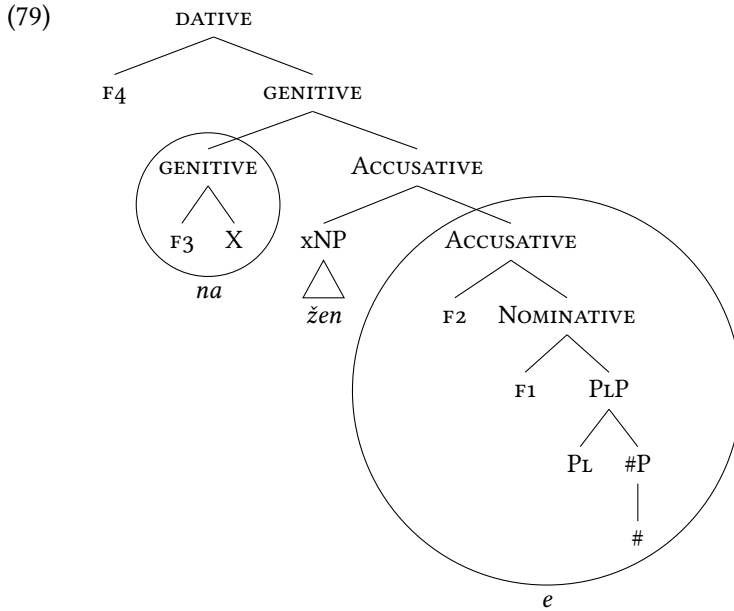 (79)
DATIVE
F4 GENITIVE
GENITIVE ACCUSATIVE
F3 X xNP ACCUSATIVE
na žen F2 NOMINATIVE
F1 PLP
PL #P
#
e